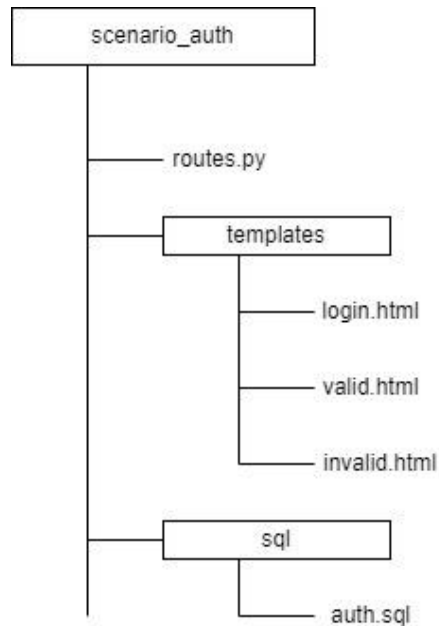 scenario_auth
routes.py
templates
login.html
valid.html
invalid.html
sql
auth.sql